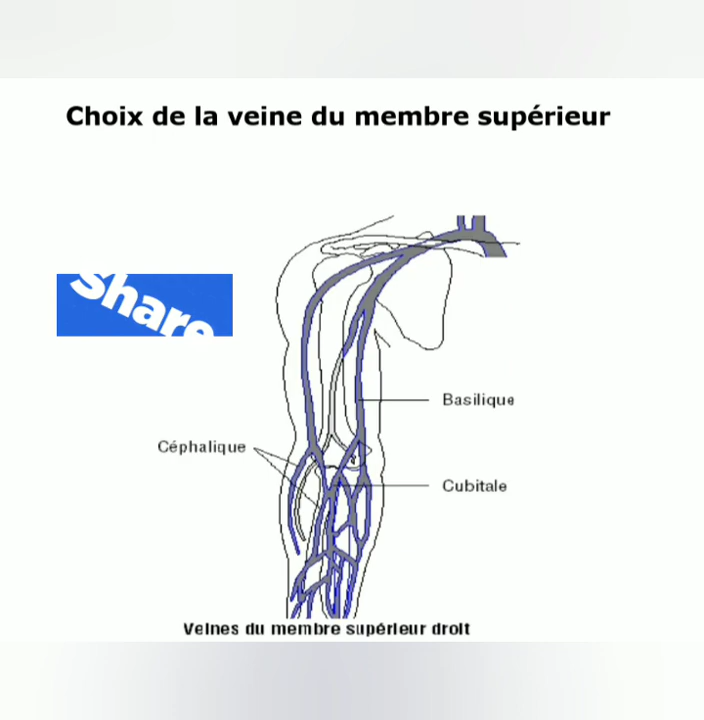 Choix de la veine du membre supérieur
Share
Basilique
Céphalique
Cubitale
Veines du membre supérieur droit